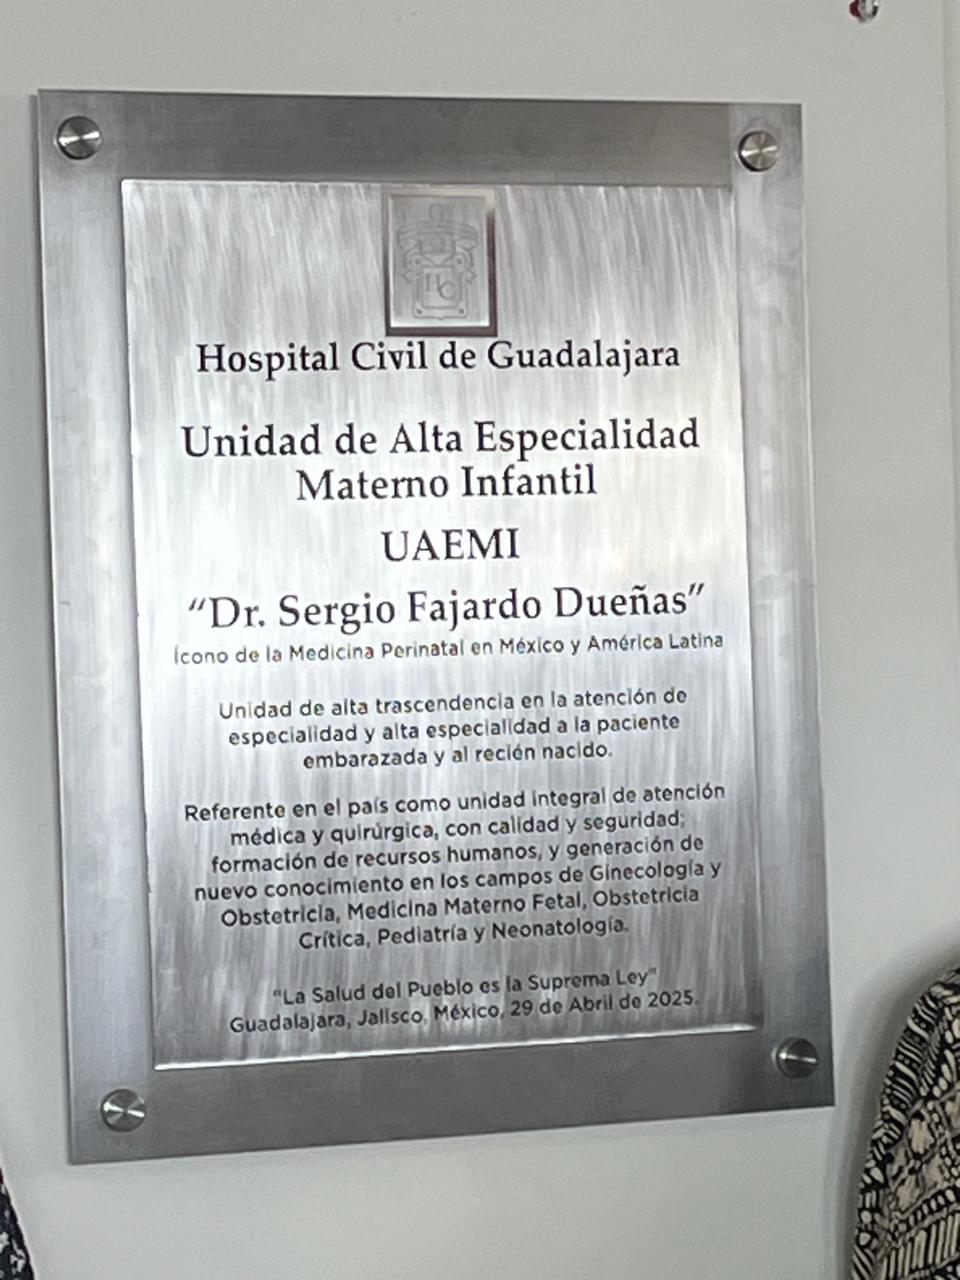 HC
Hospital Civil de Guadalajara
Unidad de Alta Especialidad
Materno Infantil
UAEMI
“Dr. Sergio Fajardo Dueñas”
Ícono de la Medicina Perinatal en México y América Latina
Unidad de alta trascendencia en la atención de
especialidad y alta especialidad a la paciente
embarazada y al recién nacido.
Referente en el país como unidad integral de atención
médica y quirúrgica, con calidad y seguridad;
formación de recursos humanos, y generación de
nuevo conocimiento en los campos de Ginecología y
Obstetricia, Medicina Materno Fetal, Obstetricia
Crítica, Pediatría y Neonatología.
“La Salud del Pueblo es la Suprema Ley”
Guadalajara, Jalisco, México, 29 de Abril de 2025.